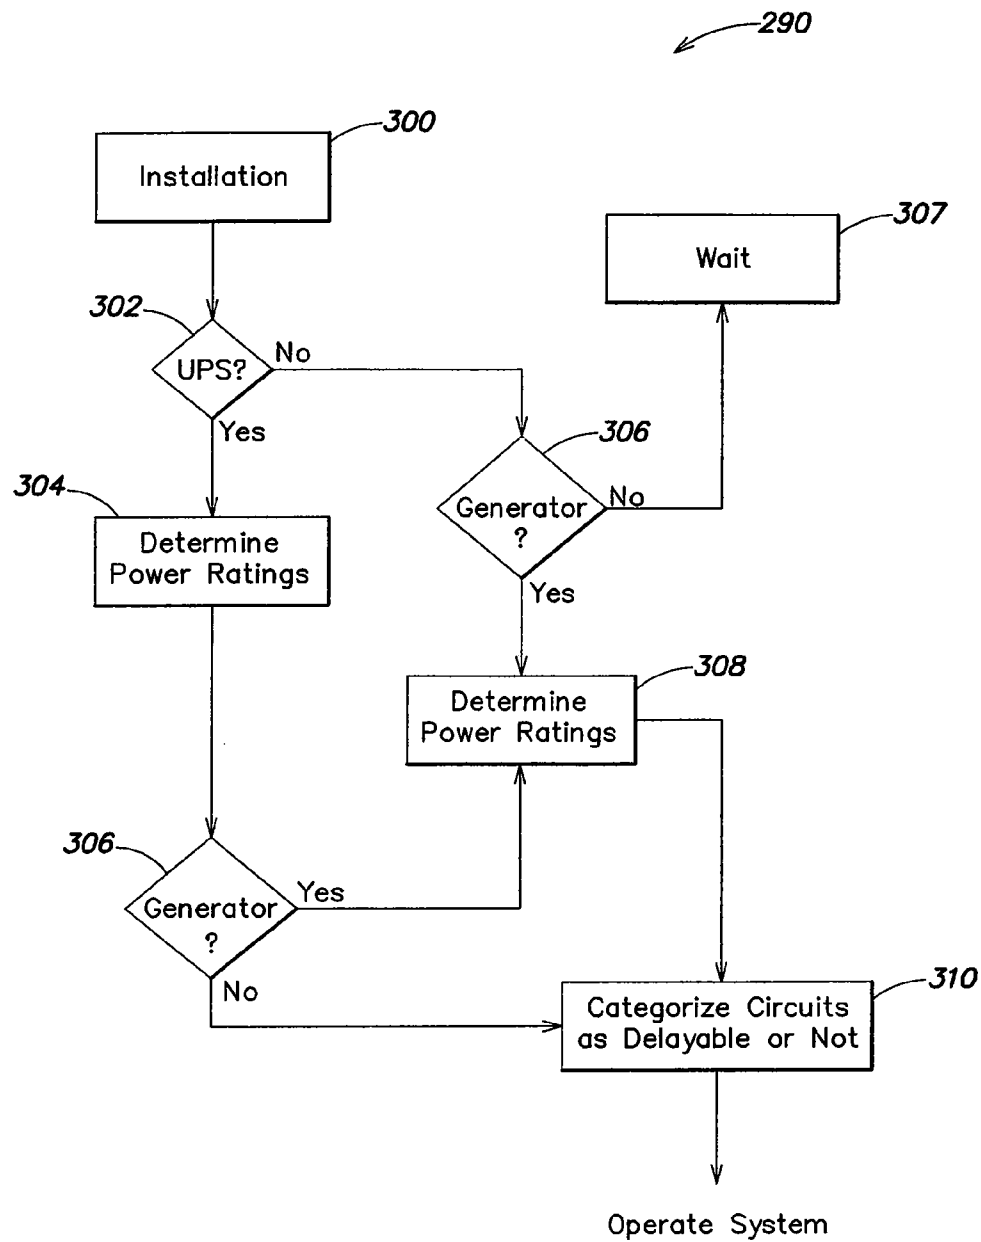 290
300
Installation
307
Wait
302
UPS?
No
Yes
306
Generator
?
No
Yes
304
Determine
Power Ratings
308
Determine
Power Ratings
306
Generator
?
Yes
No
310
Categorize Circuits
as Delayable or Not
Operate System